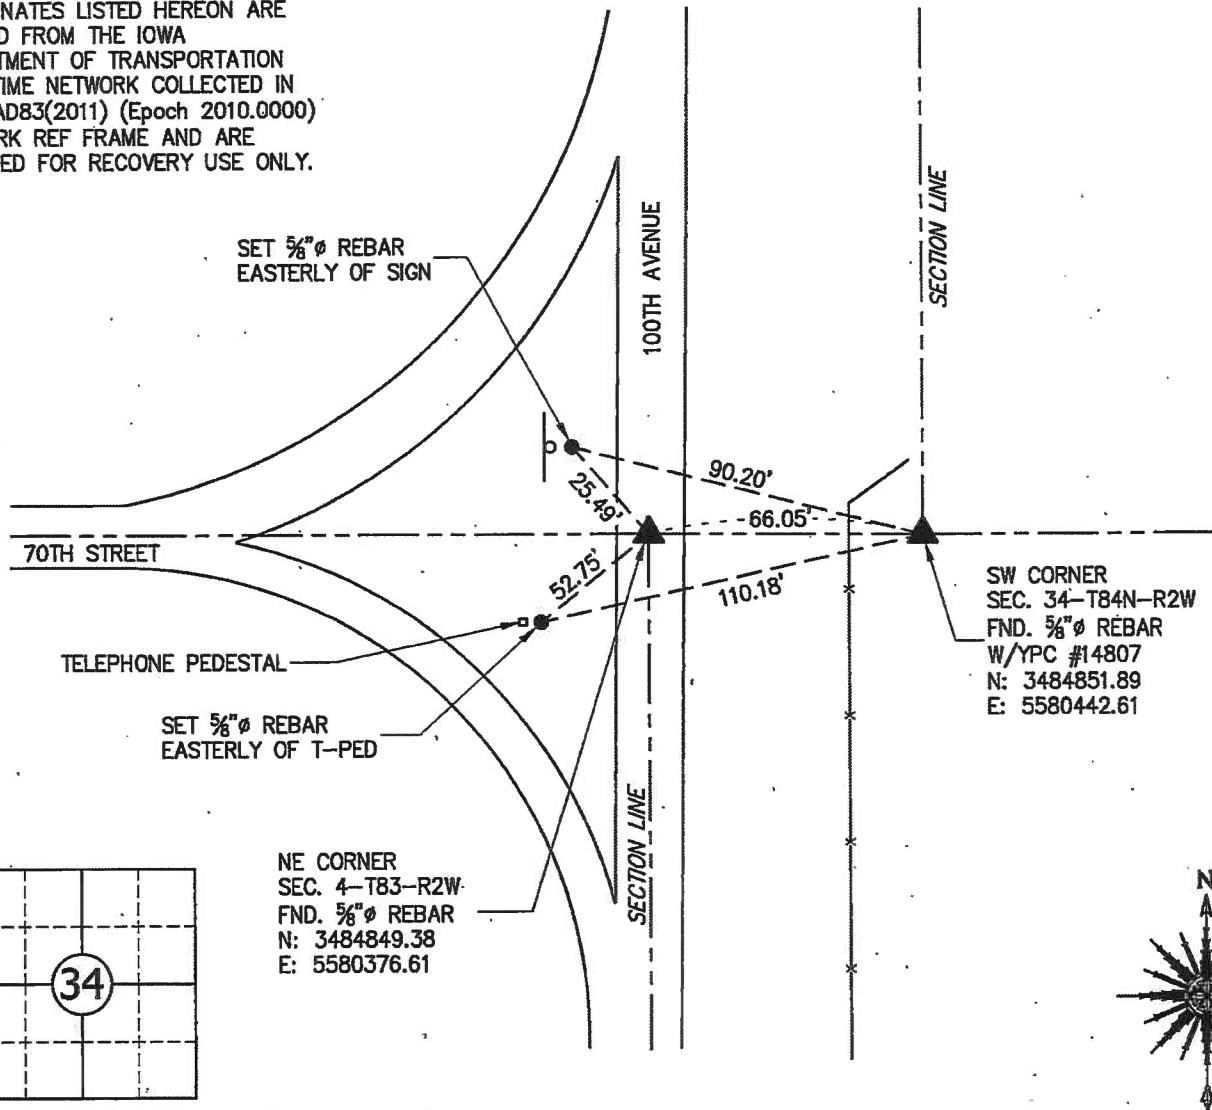 NATES LISTED HEREON ARE
D FROM THE IOWA
TMENT OF TRANSPORTATION
TIME NETWORK COLLECTED IN
AD83(2011) (Epoch 2010.0000)
RK REF FRAME AND ARE
ED FOR RECOVERY USE ONLY.
SET ⅝"ø REBAR
EASTERLY OF SIGN
100TH AVENUE
SECTION LINE
90.20'
25.49'
66.05'
70TH STREET
52.75'
110.18'
SW CORNER
SEC. 34-T84N-R2W
FND. ⅝"ø REBAR
W/YPC #14807
N: 3484851.89
E: 5580442.61
TELEPHONE PEDESTAL
SET ⅝"ø REBAR
EASTERLY OF T-PED
SECTION LINE
NE CORNER
SEC. 4-T83-R2W
FND. ⅝"ø REBAR
N: 3484849.38
E: 5580376.61
34
N